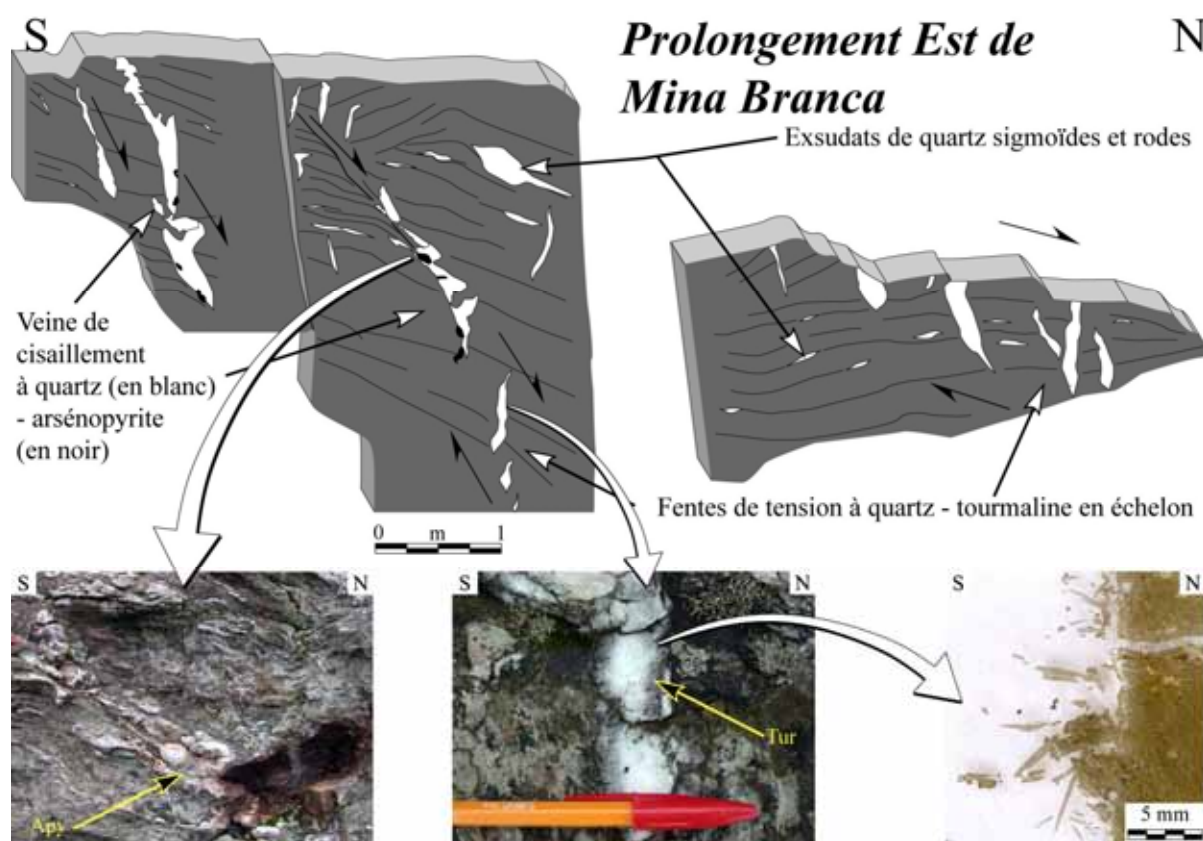 S
Prolongement Est de
Mina Branca
N
Exsudats de quartz sigmoïdes et rodes
Veine de
cisaillement
à quartz (en blanc)
- arsénopyrite
(en noir)
Fentes de tension à quartz - tourmaline en échelon
0 m 1
S N
Apy
S N
Tur
S N
5 mm